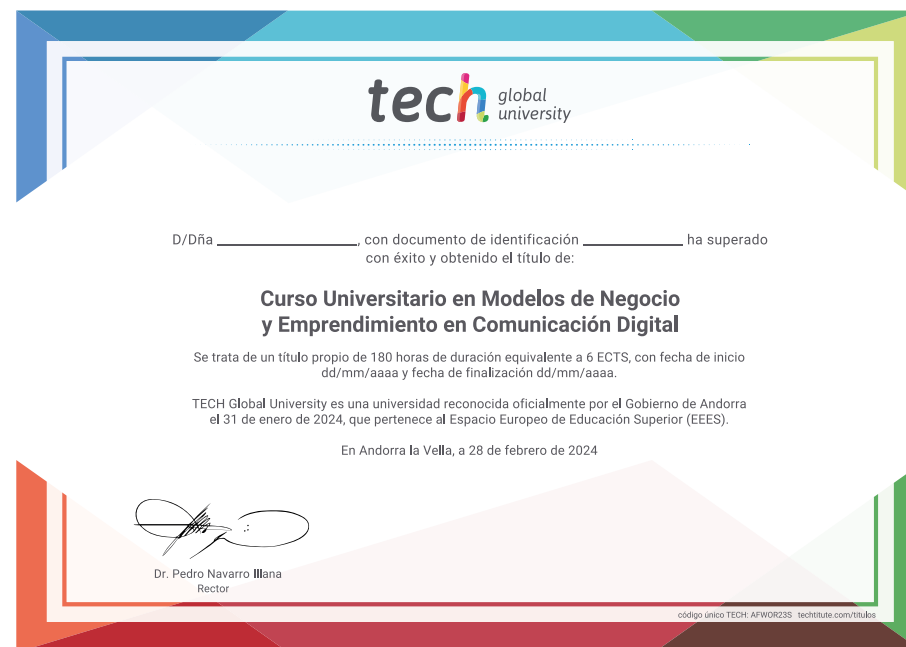 tech global university
D/Dña ______________, con documento de identificación __________ ha superado
con éxito y obtenido el título de:
Curso Universitario en Modelos de Negocio
y Emprendimiento en Comunicación Digital
Se trata de un título propio de 180 horas de duración equivalente a 6 ECTS, con fecha de inicio
dd/mm/aaaa y fecha de finalización dd/mm/aaaa.
TECH Global University es una universidad reconocida oficialmente por el Gobierno de Andorra
el 31 de enero de 2024, que pertenece al Espacio Europeo de Educación Superior (EEES).
En Andorra la Vella, a 28 de febrero de 2024
Dr. Pedro Navarro Illana
Rector
código único TECH: AFWOR23S techtitute.com/titulos